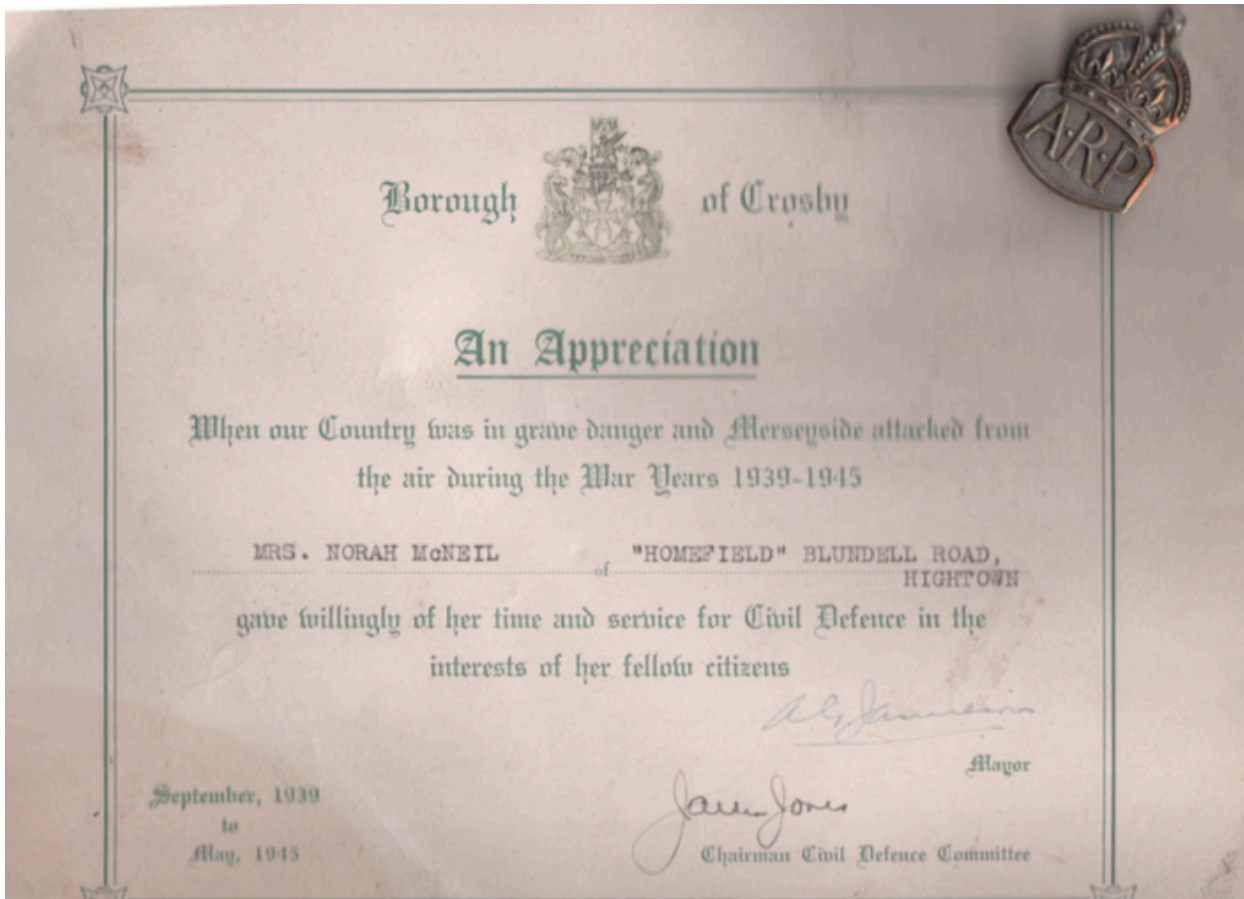 A.R.P
Borough of Crosby
An Appreciation
When our Country was in grave danger and Merseyside attacked from
the air during the War Years 1939-1945
MRS. NORAH McNEIL of "HOMEFIELD" BLUNDELL ROAD,
HIGHTOWN
gave willingly of her time and service for Civil Defence in the
interests of her fellow citizens
Mayor
September, 1939
to
May, 1945
James Jones
Chairman Civil Defence Committee